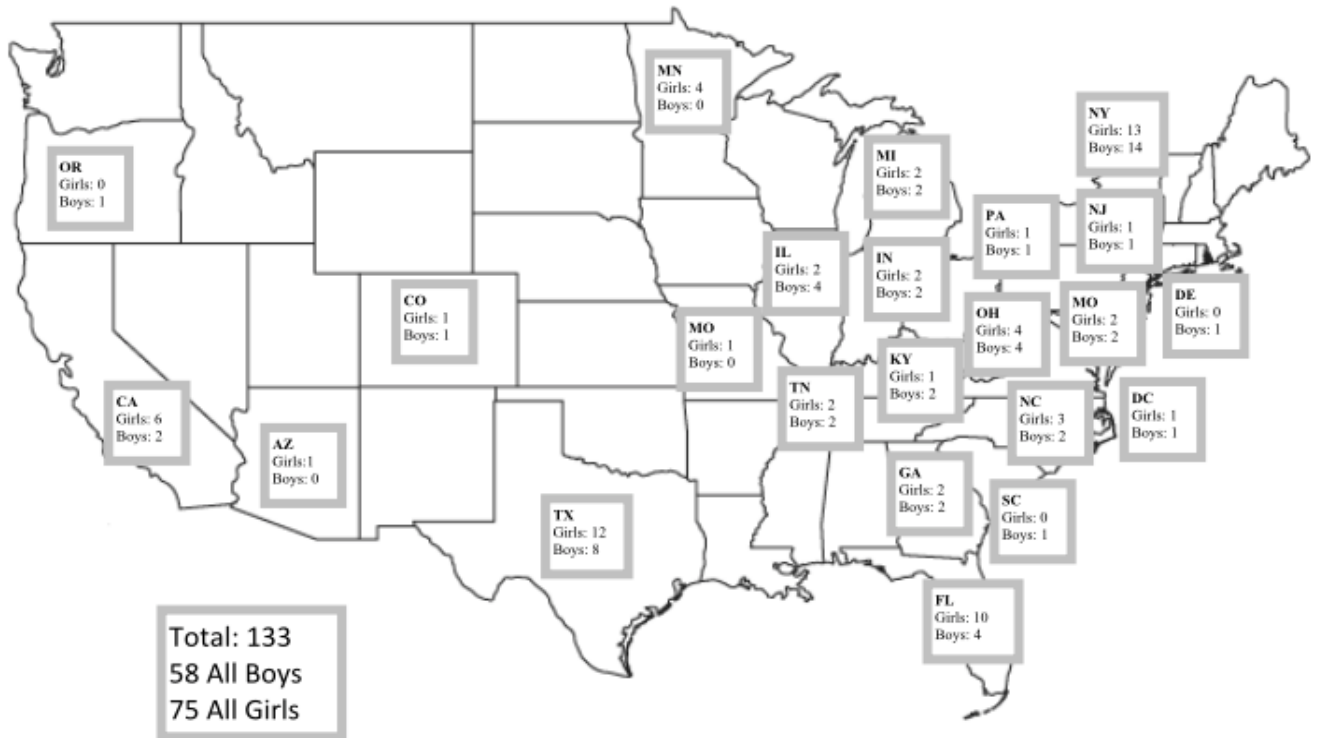 MN
Girls: 4
Boys: 0
NY
Girls: 13
Boys: 14
OR
Girls: 0
Boys: 1
MI
Girls: 2
Boys: 2
PA
Girls: 1
Boys: 1
NJ
Girls: 1
Boys: 1
IL
Girls: 2
Boys: 4
IN
Girls: 2
Boys: 2
CO
Girls: 1
Boys: 1
MO
Girls: 1
Boys: 0
OH
Girls: 4
Boys: 4
MO
Girls: 2
Boys: 2
DE
Girls: 0
Boys: 1
KY
Girls: 1
Boys: 2
CA
Girls: 6
Boys: 2
AZ
Girls:1
Boys: 0
TN
Girls: 2
Boys: 2
NC
Girls: 3
Boys: 2
DC
Girls: 1
Boys: 1
GA
Girls: 2
Boys: 2
SC
Girls: 0
Boys: 1
TX
Girls: 12
Boys: 8
FL
Girls: 10
Boys: 4
Total: 133
58 All Boys
75 All Girls